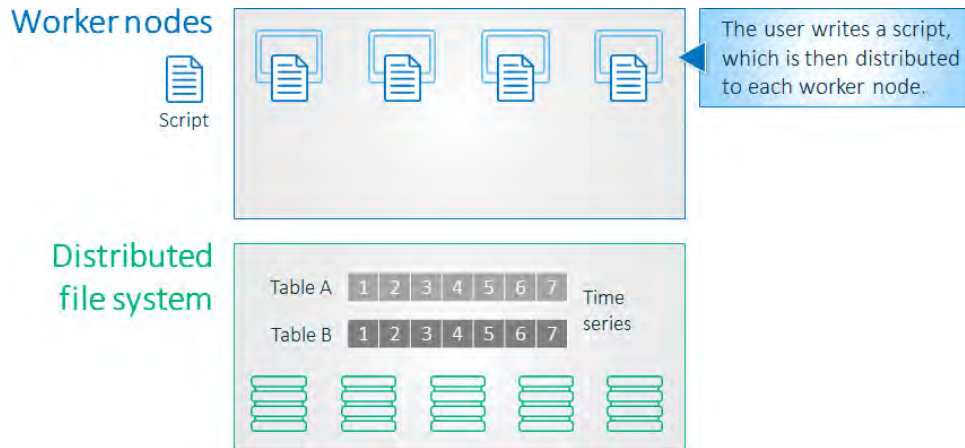 Worker nodes
Script
The user writes a script,
which is then distributed
to each worker node.
Distributed
file system
Table A 1 2 3 4 5 6 7
Table B 1 2 3 4 5 6 7
Time
series